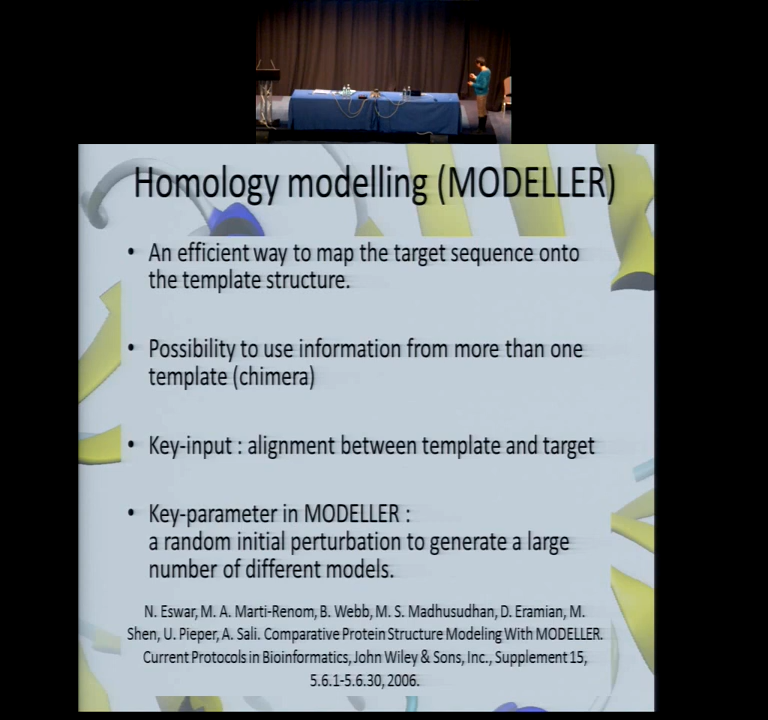 Homology modelling (MODELLER)
• An efficient way to map the target sequence onto
the template structure.
• Possibility to use information from more than one
template (chimera)
• Key-input : alignment between template and target
• Key-parameter in MODELLER :
a random initial perturbation to generate a large
number of different models.
N. Eswar, M. A. Marti-Renom, B. Webb, M. S. Madhusudhan, D. Eramian, M.
Shen, U. Pieper, A. Sali. Comparative Protein Structure Modeling With MODELLER.
Current Protocols in Bioinformatics, John Wiley & Sons, Inc., Supplement 15,
5.6.1-5.6.30, 2006.